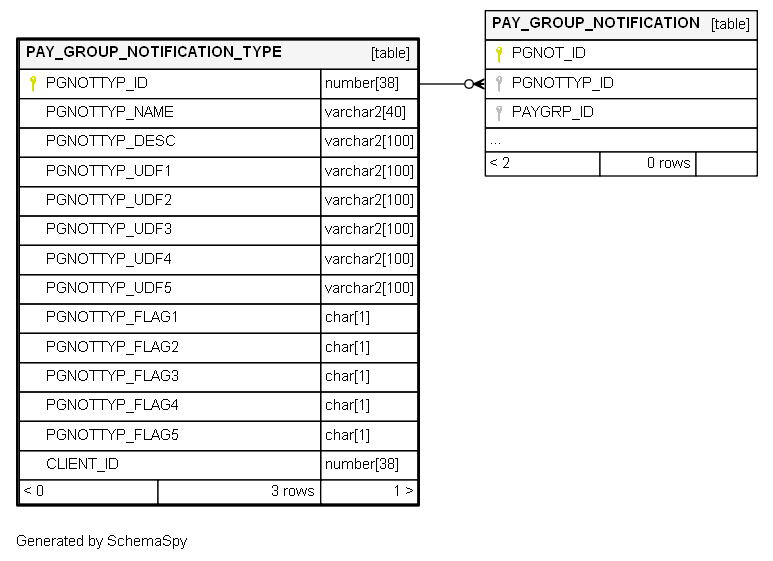 PAY_GROUP_NOTIFICATION_TYPE [table]
PGNOTTYP_ID number[38]
PGNOTTYP_NAME varchar2[40]
PGNOTTYP_DESC varchar2[100]
PGNOTTYP_UDF1 varchar2[100]
PGNOTTYP_UDF2 varchar2[100]
PGNOTTYP_UDF3 varchar2[100]
PGNOTTYP_UDF4 varchar2[100]
PGNOTTYP_UDF5 varchar2[100]
PGNOTTYP_FLAG1 char[1]
PGNOTTYP_FLAG2 char[1]
PGNOTTYP_FLAG3 char[1]
PGNOTTYP_FLAG4 char[1]
PGNOTTYP_FLAG5 char[1]
CLIENT_ID number[38]
< 0 3 rows 1 >
PAY_GROUP_NOTIFICATION [table]
PGNOT_ID
PGNOTTYP_ID
PAYGRP_ID
...
< 2 0 rows
Generated by SchemaSpy